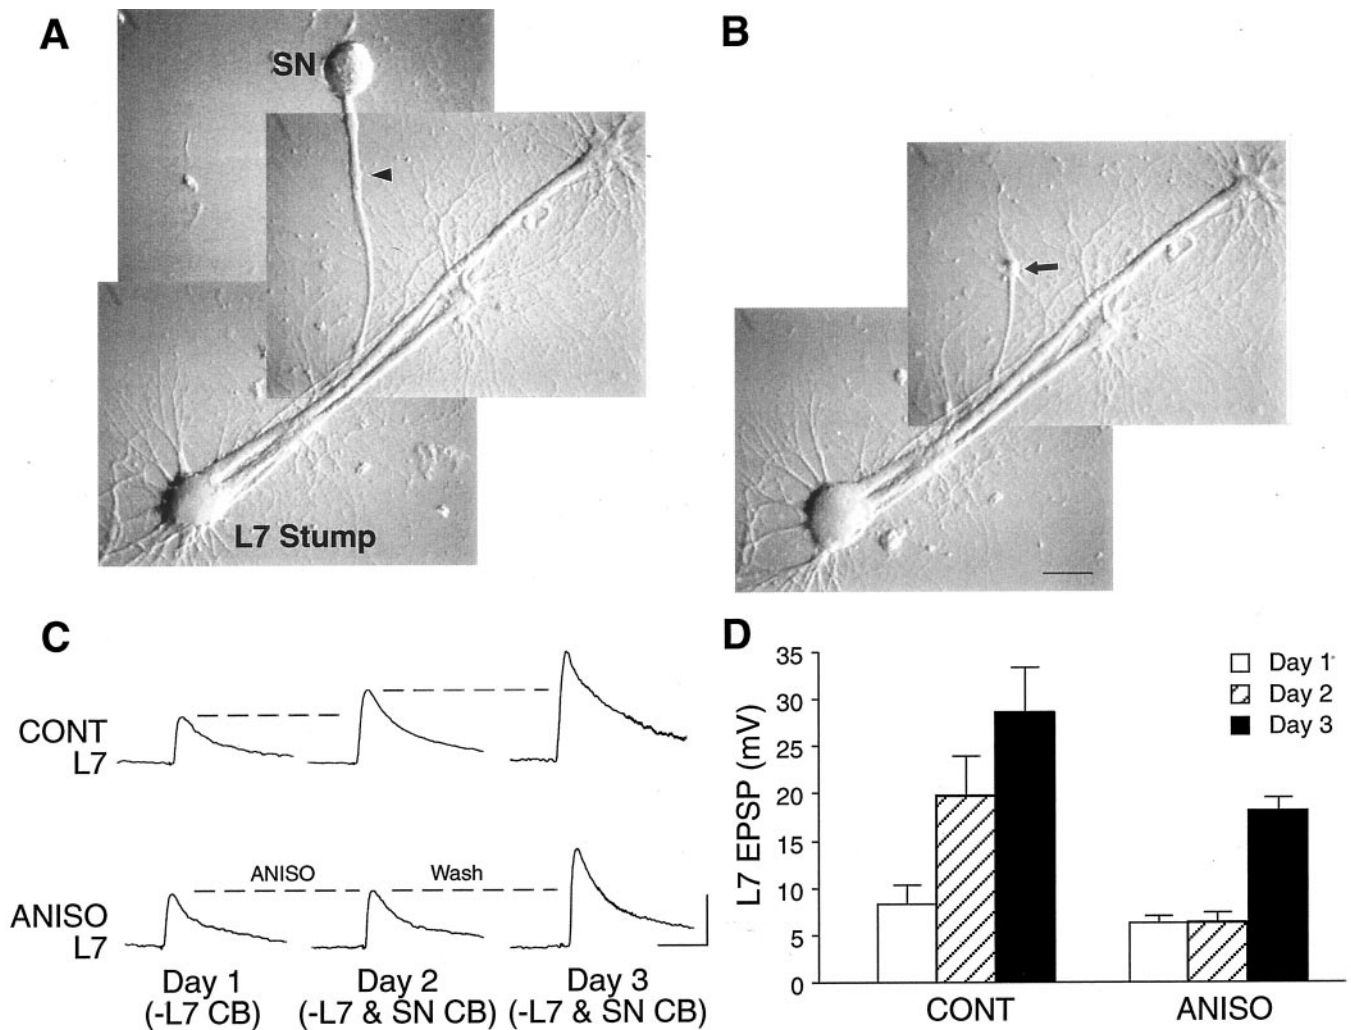 A
SN
L7 Stump
B
C
CONT
L7
ANISO
Wash
ANISO
L7
Day 1
(-L7 CB)
Day 2
(-L7 & SN CB)
Day 3
(-L7 & SN CB)
D
L7 EPSP (mV)
35
30
25
20
15
10
5
0
Day 1
Day 2
Day 3
CONT
ANISO